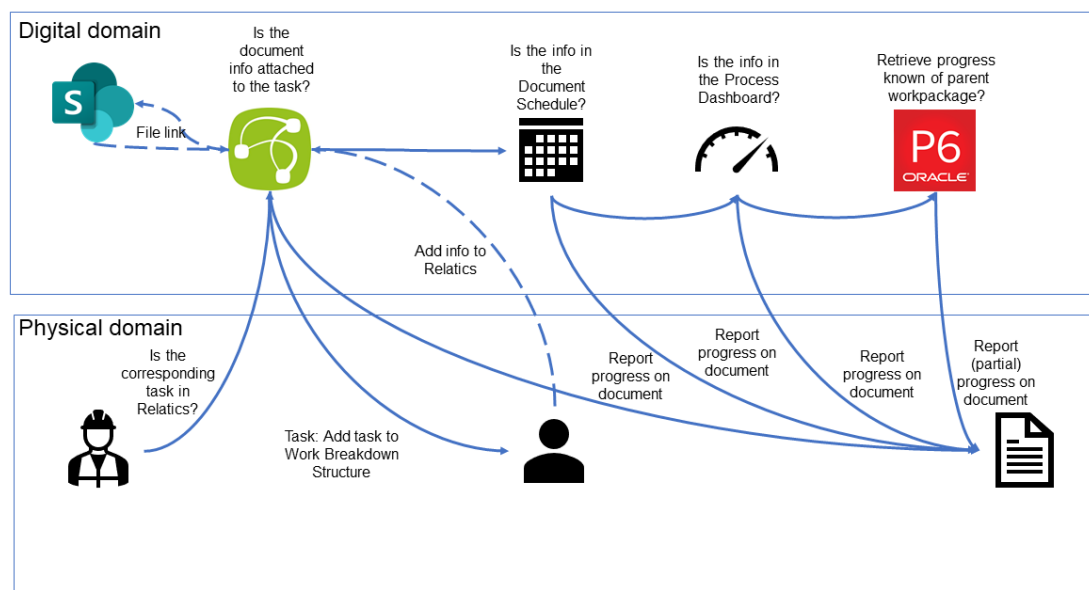 Digital domain
Is the
document
info attached
to the task?
Is the info in
the
Document
Schedule?
Is the info in
the Process
Dashboard?
Retrieve progress
known of parent
workpackage?
S
File link
P6
ORACLE
Add info to
Relatics
Physical domain
Is the
corresponding
task in
Relatics?
Task: Add task to
Work Breakdown
Structure
Report
progress on
document
Report
progress on
document
Report
progress on
document
Report
(partial)
progress on
document